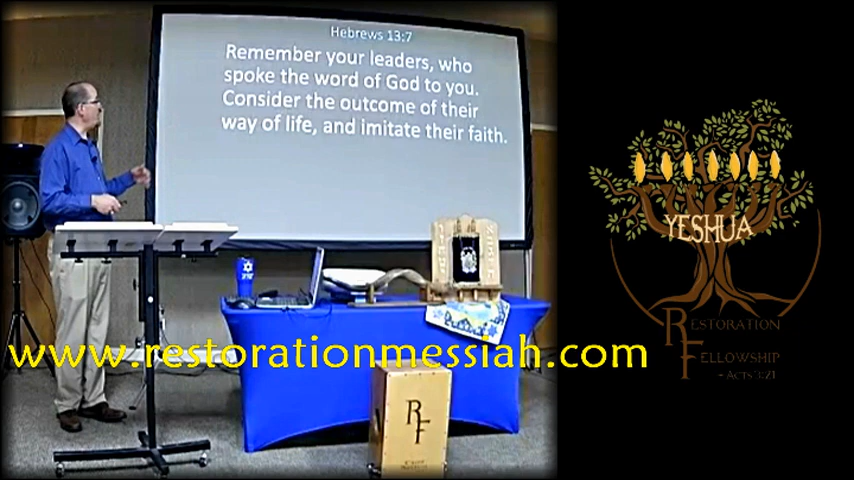 Hebrews 13:7
Remember your leaders, who
spoke the word of God to you.
Consider the outcome of their
way of life, and imitate their faith.
YESHUA
RESTORATION
FELLOWSHIP
- ACTS 3:21
www.restorationmessiah.com
RF